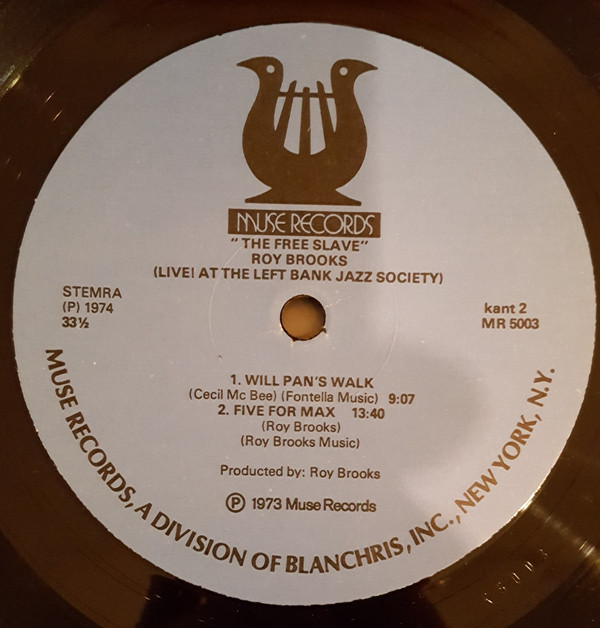 MUSE RECORDS
"THE FREE SLAVE"
ROY BROOKS
(LIVE! AT THE LEFT BANK JAZZ SOCIETY)
STEMRA
(P) 1974
33⅓
kant 2
MR 5003
1. WILL PAN'S WALK
(Cecil Mc Bee) (Fontella Music) 9:07
2. FIVE FOR MAX 13:40
(Roy Brooks)
(Roy Brooks Music)
Produced by: Roy Brooks
Ⓟ 1973 Muse Records
MUSE RECORDS, A DIVISION OF BLANCHRIS, INC., NEW YORK, N.Y.